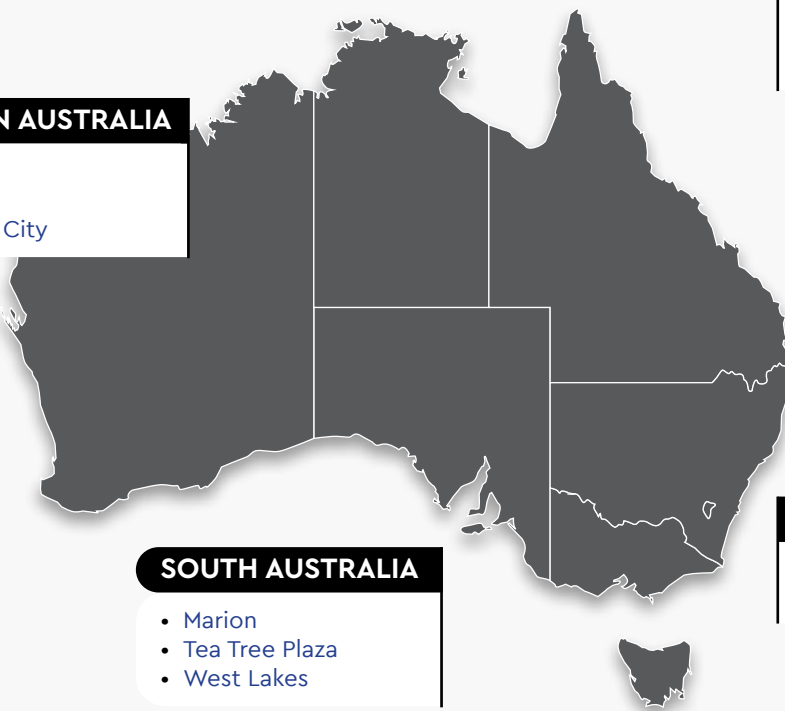 N AUSTRALIA
City
SOUTH AUSTRALIA
• Marion
• Tea Tree Plaza
• West Lakes